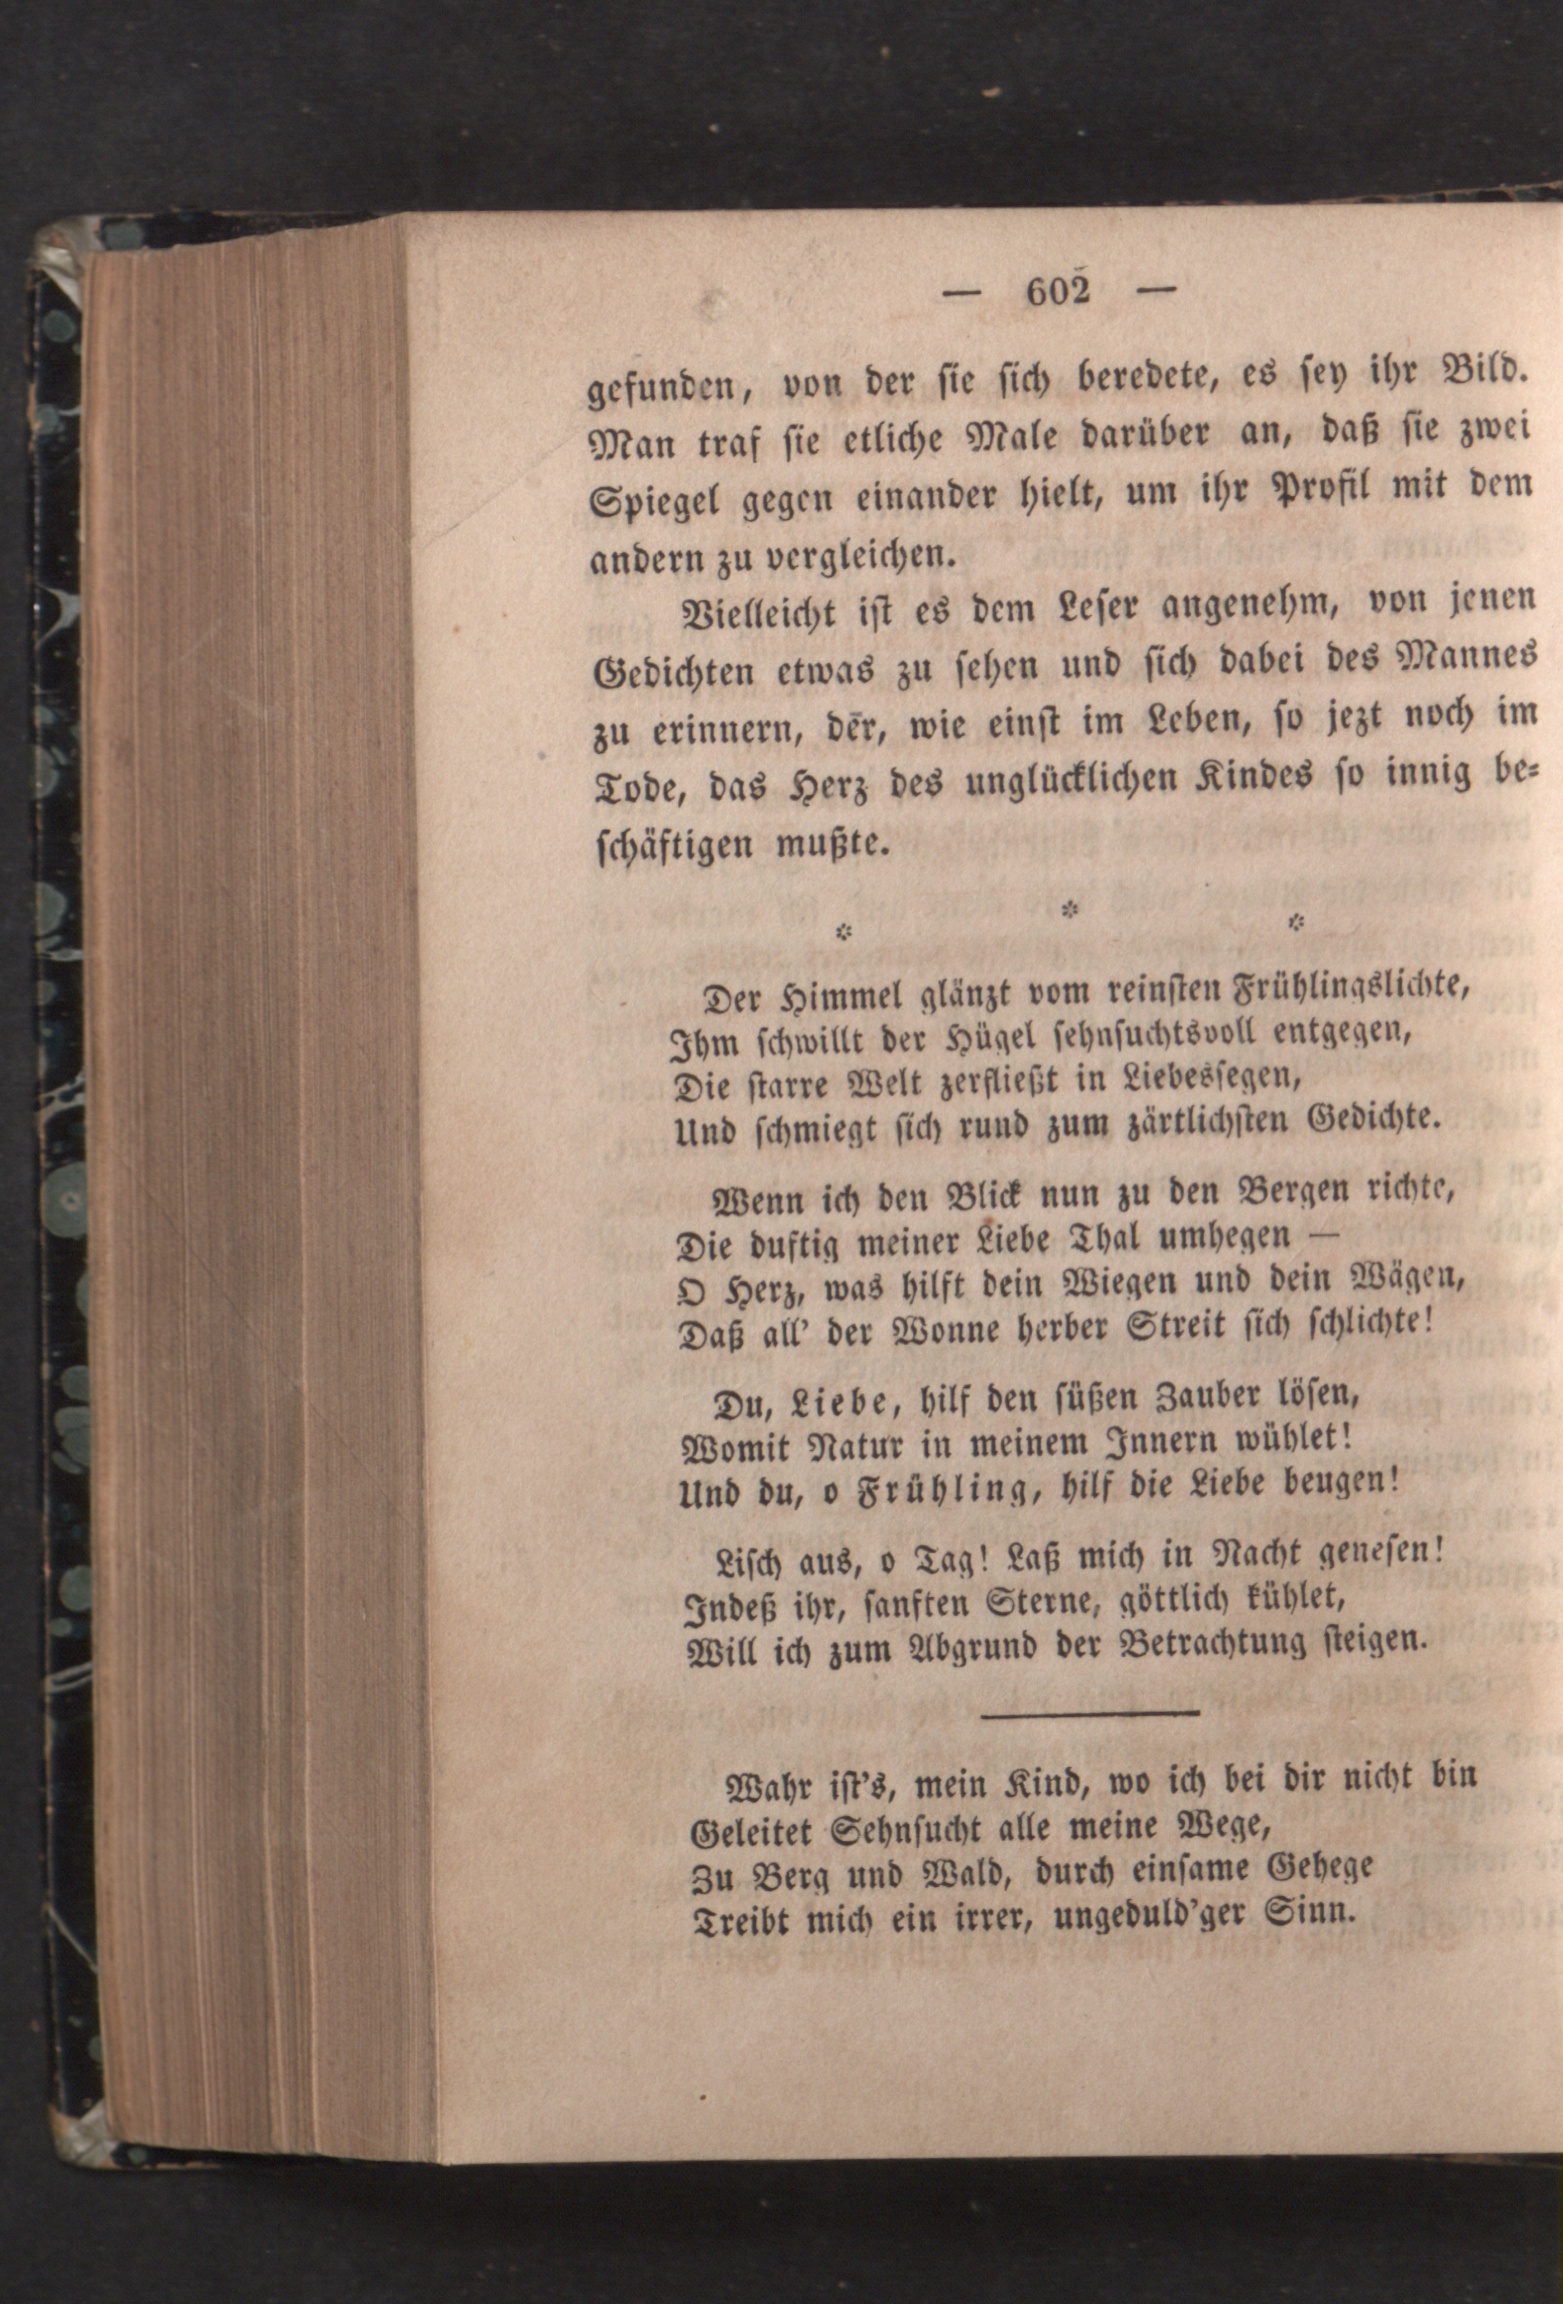 — 602 —
gefunden, von der sie sich beredete, es sey ihr Bild.
Man traf sie etliche Male darüber an, daß sie zwei
Spiegel gegen einander hielt, um ihr Profil mit dem
andern zu vergleichen.
Vielleicht ist es dem Leser angenehm, von jenen
Gedichten etwas zu sehen und sich dabei des Mannes
zu erinnern, der, wie einst im Leben, so jezt noch im
Tode, das Herz des unglücklichen Kindes so innig be-
schäftigen mußte.
* * *
Der Himmel glänzt vom reinsten Frühlingslichte,
Ihm schwillt der Hügel sehnsuchtsvoll entgegen,
Die starre Welt zerfließt in Liebessegen,
Und schmiegt sich rund zum zärtlichsten Gedichte.
Wenn ich den Blick nun zu den Bergen richte,
Die duftig meiner Liebe Thal umhegen —
O Herz, was hilft dein Wiegen und dein Wägen,
Daß all' der Wonne herber Streit sich schlichte!
Du, Liebe, hilf den süßen Zauber lösen,
Womit Natur in meinem Innern wühlet!
Und du, o Frühling, hilf die Liebe beugen!
Lisch aus, o Tag! Laß mich in Nacht genesen!
Indeß ihr, sanften Sterne, göttlich kühlet,
Will ich zum Abgrund der Betrachtung steigen.
Wahr ist's, mein Kind, wo ich bei dir nicht bin
Geleitet Sehnsucht alle meine Wege,
Zu Berg und Wald, durch einsame Gehege
Treibt mich ein irrer, ungeduld'ger Sinn.